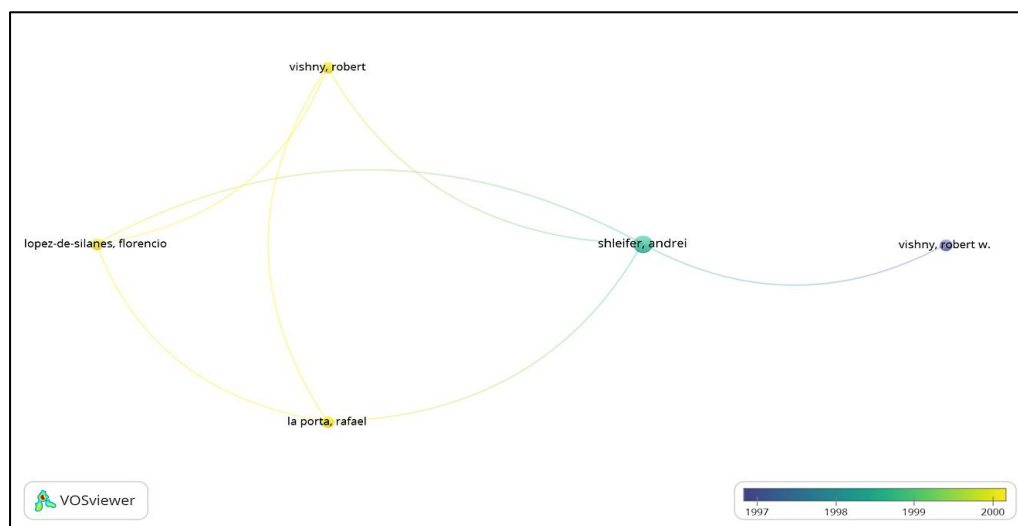 vishny, robert
lopez-de-silanes, florencio
shleifer, andrei
vishny, robert w.
la porta, rafael
VOSviewer
1997 1998 1999 2000